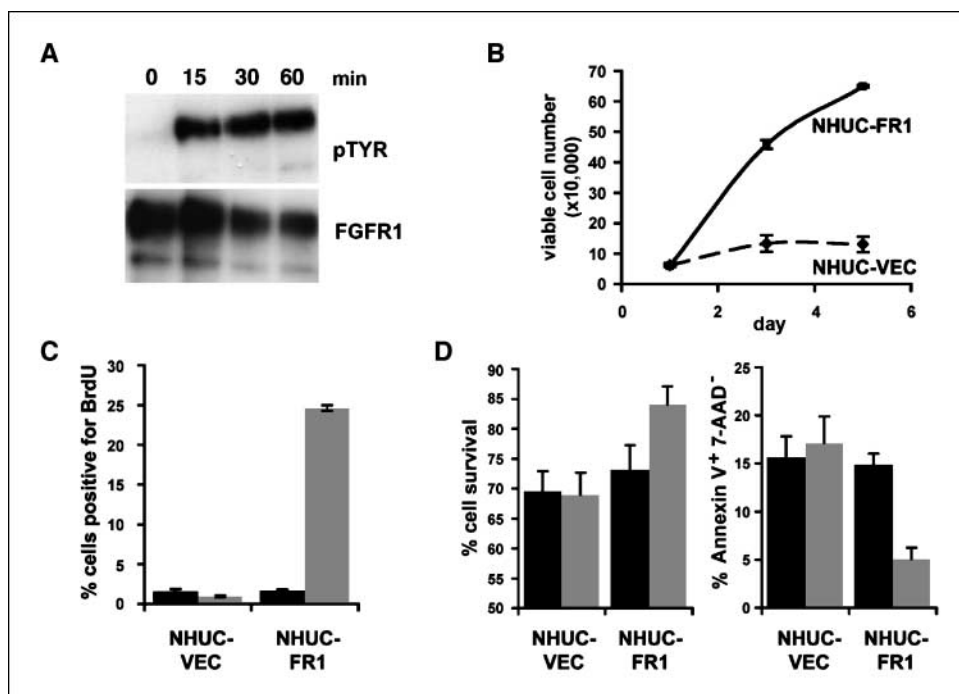 A
0 15 30 60 min
pTYR
FGFR1
B
viable cell number
(x10,000)
70
60
50
40
30
20
10
0
0 2 4 6
day
NHUC-FR1
NHUC-VEC
C
% cells positive for BrdU
30
25
20
15
10
5
0
NHUC-
VEC
NHUC-
FR1
D
% cell survival
90
85
80
75
70
65
60
55
50
NHUC-
VEC
NHUC-
FR1
% Annexin V⁺ 7-AAD⁻
25
20
15
10
5
0
NHUC-
VEC
NHUC-
FR1